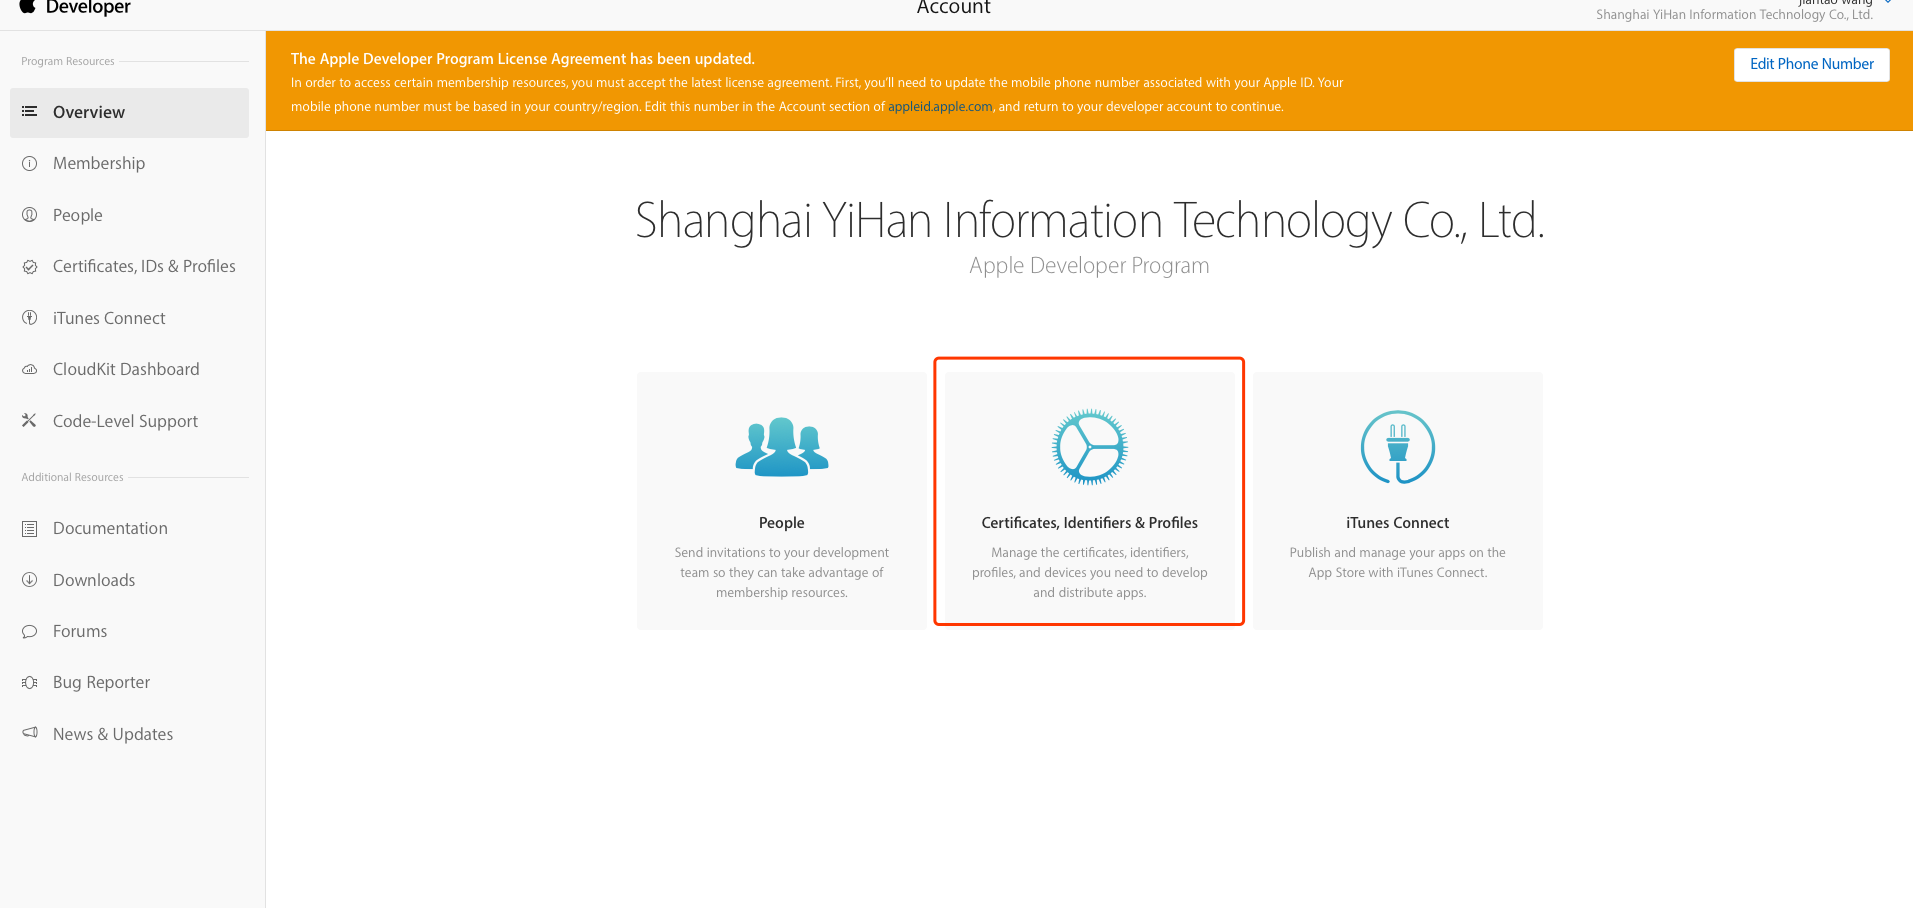 Developer
Account
jiantao wang
Shanghai YiHan Information Technology Co., Ltd.
Program Resources
Overview
Membership
People
Certificates, IDs & Profiles
iTunes Connect
CloudKit Dashboard
Code-Level Support
Additional Resources
Documentation
Downloads
Forums
Bug Reporter
News & Updates
The Apple Developer Program License Agreement has been updated.
In order to access certain membership resources, you must accept the latest license agreement. First, you'll need to update the mobile phone number associated with your Apple ID. Your
mobile phone number must be based in your country/region. Edit this number in the Account section of appleid.apple.com, and return to your developer account to continue.
Edit Phone Number
Shanghai YiHan Information Technology Co., Ltd.
Apple Developer Program
People
Send invitations to your development
team so they can take advantage of
membership resources.
Certificates, Identifiers & Profiles
Manage the certificates, identifiers,
profiles, and devices you need to develop
and distribute apps.
iTunes Connect
Publish and manage your apps on the
App Store with iTunes Connect.